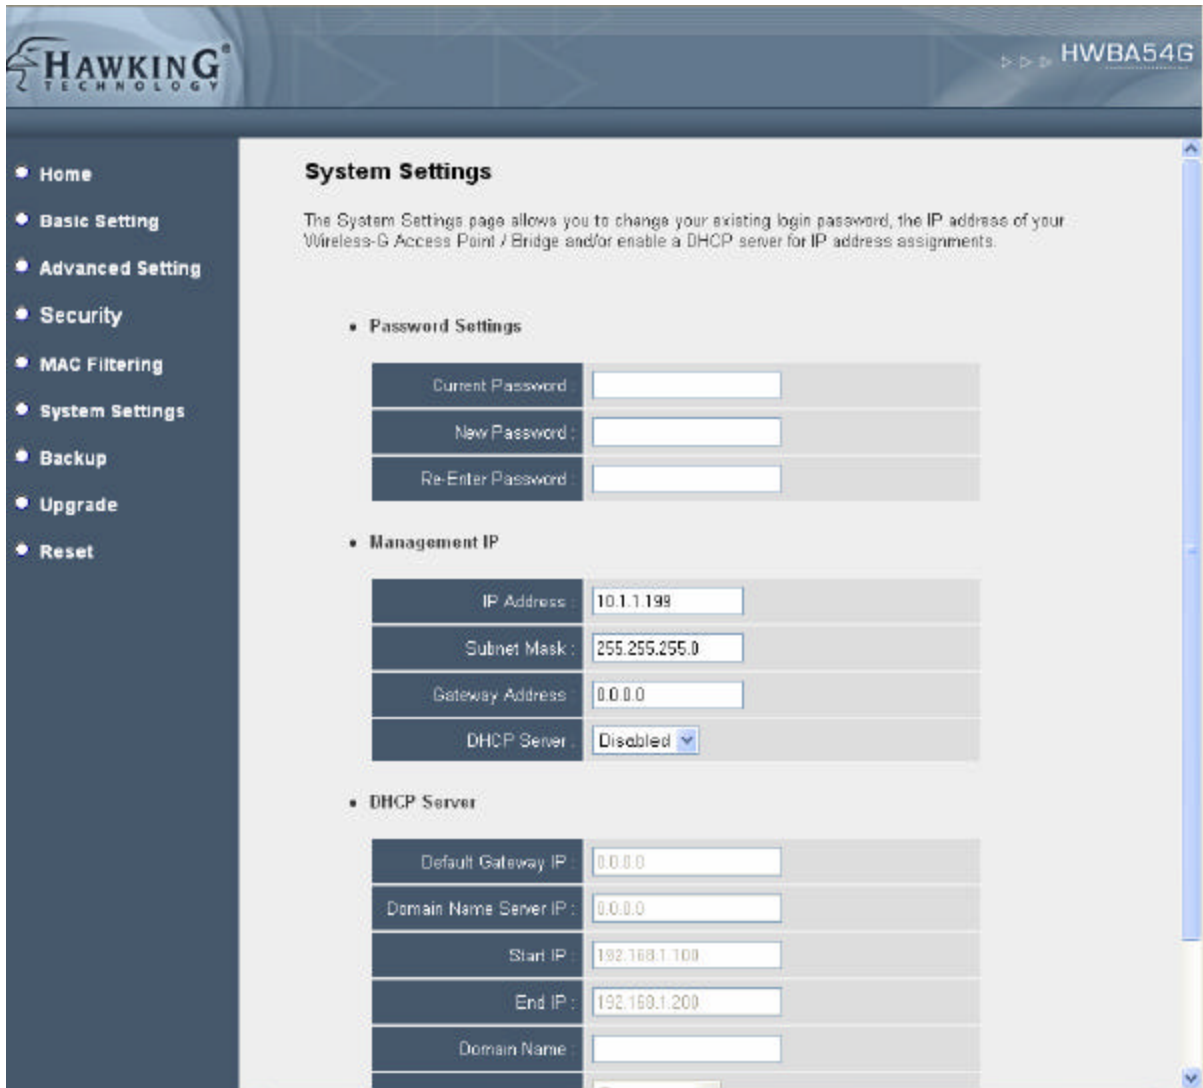 HAWKING®
TECHNOLOGY
HWBA54G
Home
Basic Setting
Advanced Setting
Security
MAC Filtering
System Settings
Backup
Upgrade
Reset
System Settings
The System Settings page allows you to change your existing login password, the IP address of your
Wireless-G Access Point / Bridge and/or enable a DHCP server for IP address assignments.
Password Settings
Current Password :
New Password :
Re-Enter Password :
Management IP
IP Address : 10.1.1.199
Subnet Mask : 255.255.255.0
Gateway Address : 0.0.0.0
DHCP Server : Disabled
DHCP Server
Default Gateway IP : 0.0.0.0
Domain Name Server IP : 0.0.0.0
Start IP : 192.168.1.100
End IP : 192.168.1.200
Domain Name :